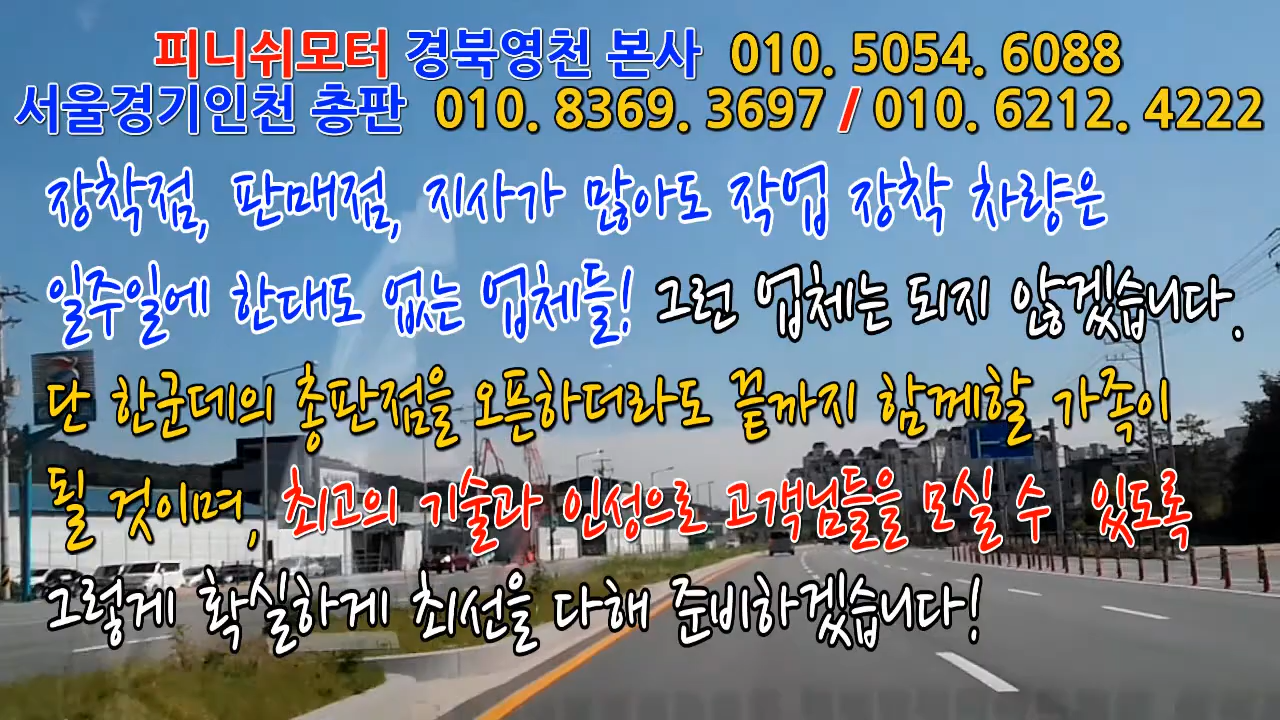 피니쉬모터 경북영천 본사 010. 5054. 6088
서울경기인천 총판 010. 8369. 3697 / 010. 6212. 4222
장착점, 판매점, 지사가 많아도 작업 장착 차량은
일주일에 한대도 없는 업체들! 그런 업체는 되지 않겠습니다.
단 한군데의 총판점을 오픈하더라도 끝까지 함께할 가족이
될 것이며, 최고의 기술과 인성으로 고객님들을 모실 수 있도록
그렇게 확실하게 최선을 다해 준비하겠습니다!